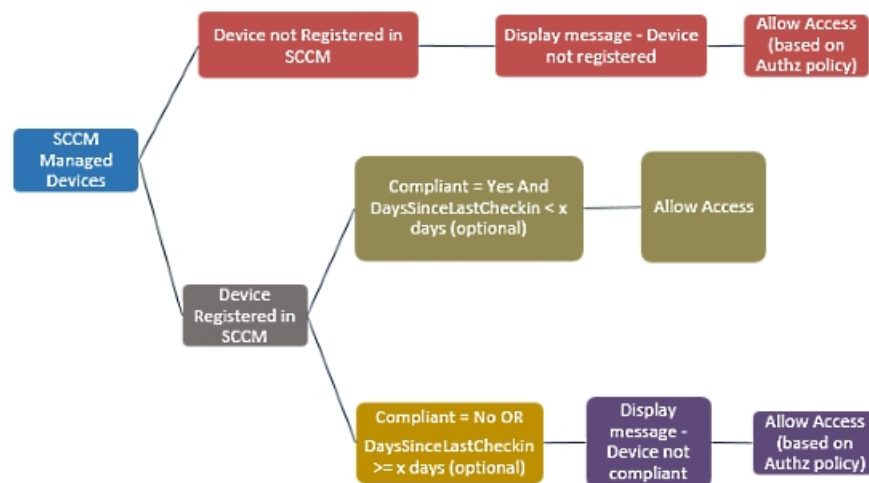 Device not Registered in
SCCM
Display message - Device
not registered
Allow Access
(based on
Authz policy)
SCCM
Managed
Devices
Compliant = Yes And
DaysSinceLastCheckin < x
days (optional)
Allow Access
Device
Registered in
SCCM
Compliant = No OR
DaysSinceLastCheckin
>= x days (optional)
Display
message -
Device not
compliant
Allow Access
(based on
Authz policy)